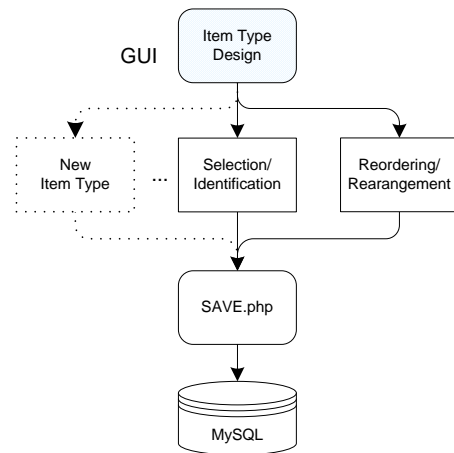 Item Type
Design
GUI
New
Item Type
...
Selection/
Identification
Reordering/
Rearangement
SAVE.php
MySQL